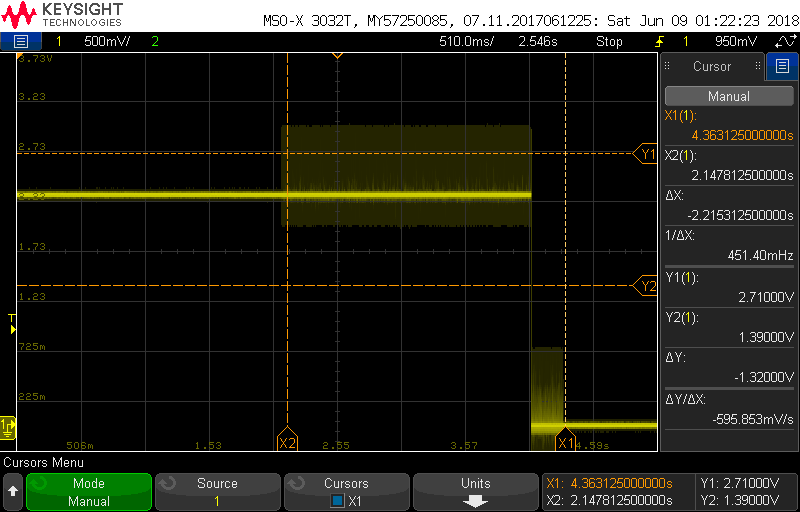 KEYSIGHT
TECHNOLOGIES
MSO-X 3032T, MY57250085, 07.11.2017061225: Sat Jun 09 01:22:23 2018
1 500mV/ 2 510.0ms/ 2.546s Stop 1 950mV
3.73V
3.23
2.73
1.73
1.23
725m
225m
506m 1.53 2.55 3.57 4.59s
Y1
Y2
X2
X1
T
1
Cursor
Manual
X1(1):
4.363125000000s
X2(1):
2.147812500000s
ΔX:
-2.215312500000s
1/ΔX:
451.40mHz
Y1(1):
2.71000V
Y2(1):
1.39000V
ΔY:
-1.32000V
ΔY/ΔX:
-595.853mV/s
Cursors Menu
Mode
Manual
Source
1
Cursors
X1
Units
X1: 4.363125000000s
X2: 2.147812500000s
Y1: 2.71000V
Y2: 1.39000V